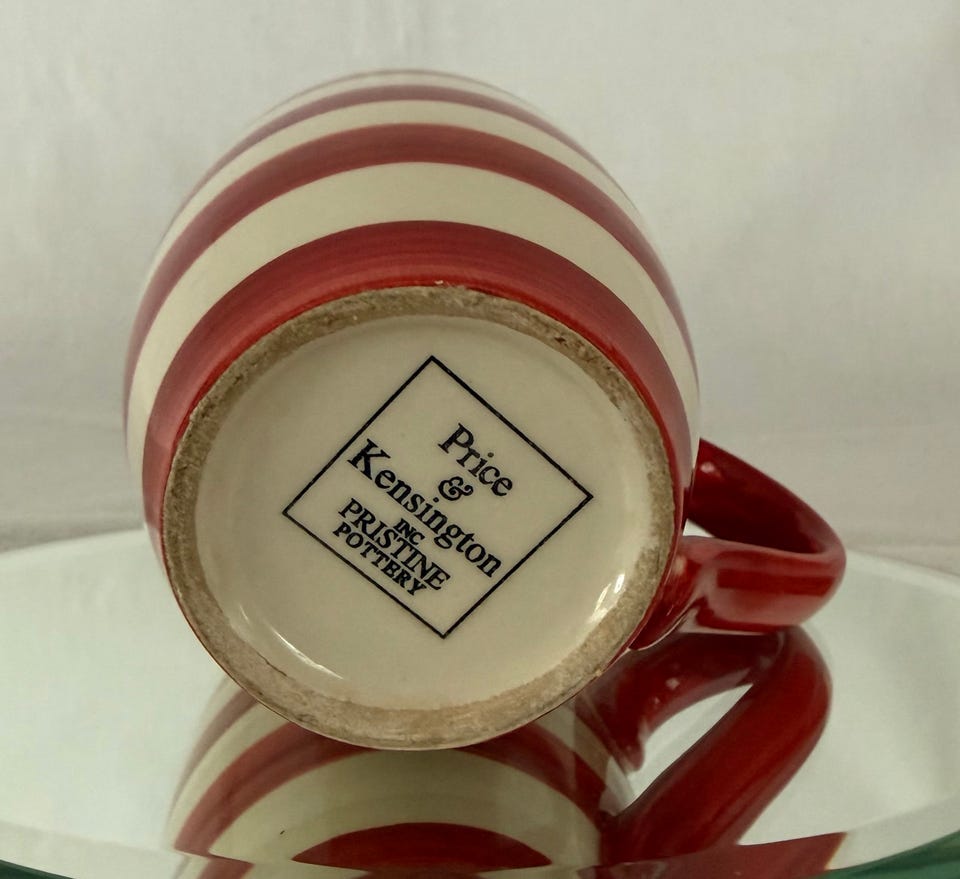 Price
&
Kensington
INC
PRISTINE
POTTERY